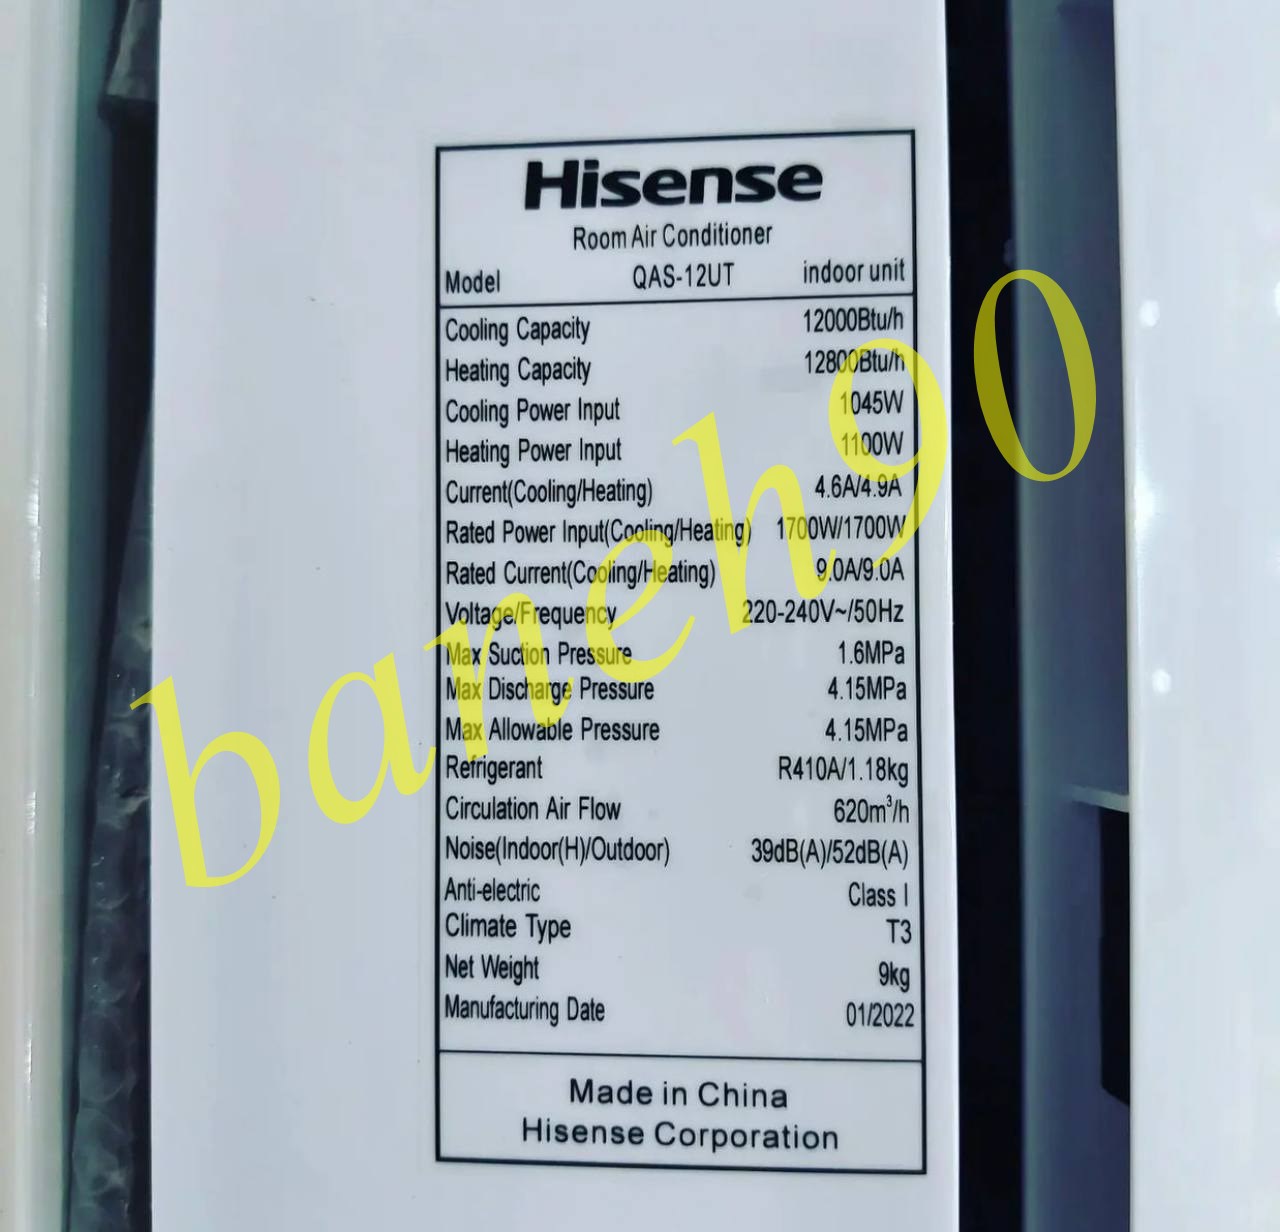 Hisense
Room Air Conditioner
Model QAS-12UT indoor unit
Cooling Capacity 12000Btu/h
Heating Capacity 12800Btu/h
Cooling Power Input 1045W
Heating Power Input 1100W
Current(Cooling/Heating) 4.6A/4.9A
Rated Power Input(Cooling/Heating) 1700W/1700W
Rated Current(Cooling/Heating) 9.0A/9.0A
Voltage/Frequency 220-240V~/50Hz
Max Suction Pressure 1.6MPa
Max Discharge Pressure 4.15MPa
Max Allowable Pressure 4.15MPa
Refrigerant R410A/1.18kg
Circulation Air Flow 620m³/h
Noise(Indoor(H)/Outdoor) 39dB(A)/52dB(A)
Anti-electric Class I
Climate Type T3
Net Weight 9kg
Manufacturing Date 01/2022
Made in China
Hisense Corporation
baneh90